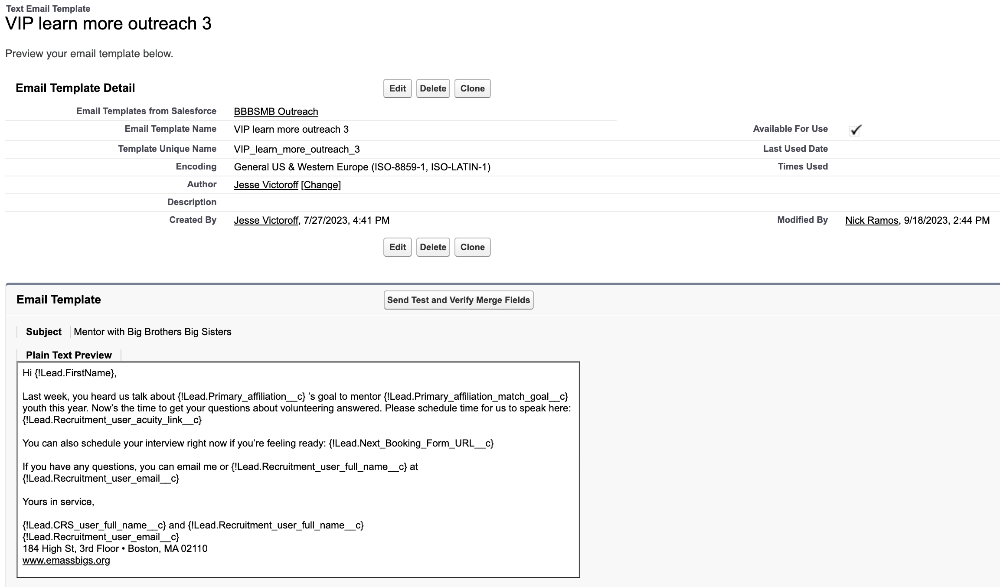 Text Email Template
VIP learn more outreach 3
Preview your email template below.
Email Template Detail
Edit Delete Clone
Email Templates from Salesforce BBBSMB Outreach
Email Template Name VIP learn more outreach 3 Available For Use
Template Unique Name VIP_learn_more_outreach_3 Last Used Date
Encoding General US & Western Europe (ISO-8859-1, ISO-LATIN-1) Times Used
Author Jesse Victoroff [Change]
Description
Created By Jesse Victoroff, 7/27/2023, 4:41 PM Modified By Nick Ramos, 9/18/2023, 2:44 PM
Edit Delete Clone
Email Template Send Test and Verify Merge Fields
Subject Mentor with Big Brothers Big Sisters
Plain Text Preview
Hi {!Lead.FirstName},
Last week, you heard us talk about {!Lead.Primary_affiliation__c} ’s goal to mentor {!Lead.Primary_affiliation_match_goal__c}
youth this year. Now’s the time to get your questions about volunteering answered. Please schedule time for us to speak here:
{!Lead.Recruitment_user_acuity_link__c}
You can also schedule your interview right now if you’re feeling ready: {!Lead.Next_Booking_Form_URL__c}
If you have any questions, you can email me or {!Lead.Recruitment_user_full_name__c} at
{!Lead.Recruitment_user_email__c}
Yours in service,
{!Lead.CRS_user_full_name__c} and {!Lead.Recruitment_user_full_name__c}
{!Lead.Recruitment_user_email__c}
184 High St, 3rd Floor • Boston, MA 02110
www.emassbigs.org